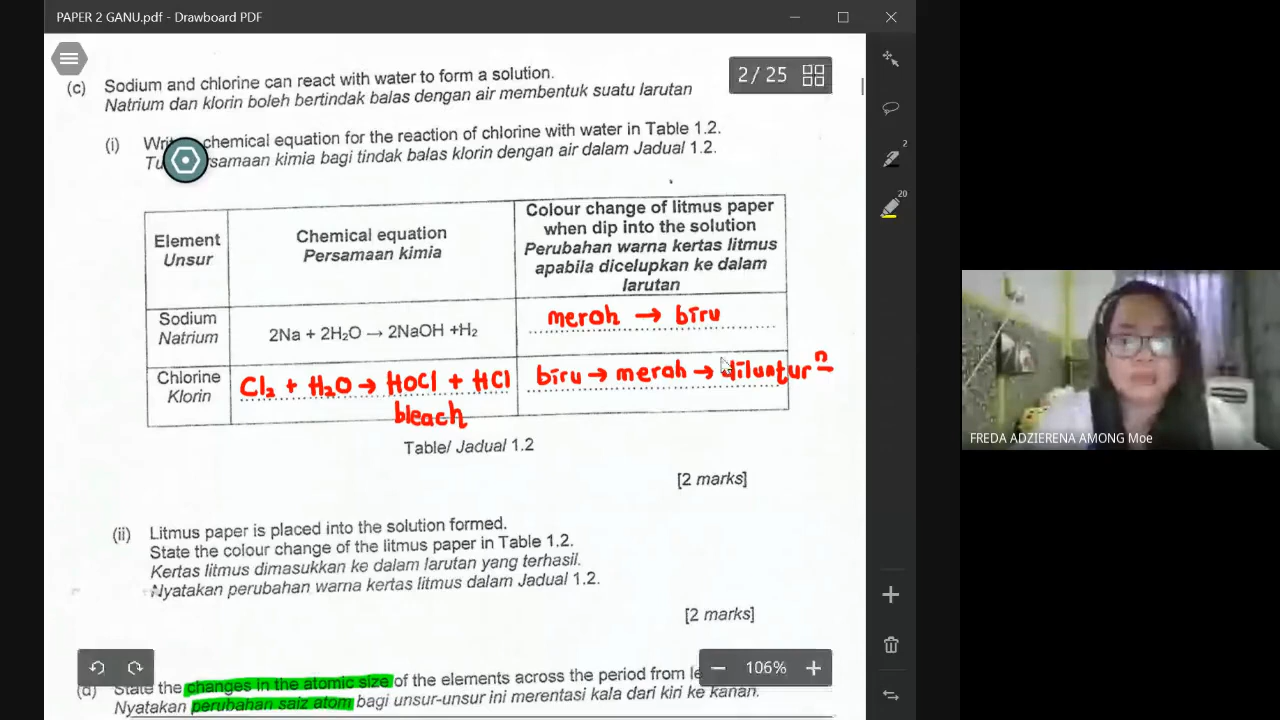 PAPER 2 GANU.pdf - Drawboard PDF
2 / 25
(c) Sodium and chlorine can react with water to form a solution.
Natrium dan klorin boleh bertindak balas dengan air membentuk suatu larutan
(i) chemical equation for the reaction of chlorine with water in Table 1.2.
kimia bagi tindak balas klorin dengan air dalam Jadual 1.2.
Element
Unsur
Chemical equation
Persamaan kimia
Colour change of litmus paper
when dip into the solution
Perubahan warna kertas litmus
apabila dicelupkan ke dalam
larutan
Sodium
Natrium
2Na + 2H₂O → 2NaOH +H₂
merah → biru
Chlorine
Klorin
Cl₂ + H₂O → HOCl + HCl
bleach
biru → merah → dilunturⁿ
Table/ Jadual 1.2
[2 marks]
(ii) Litmus paper is placed into the solution formed.
State the colour change of the litmus paper in Table 1.2.
Kertas litmus dimasukkan ke dalam larutan yang terhasil.
Nyatakan perubahan warna kertas litmus dalam Jadual 1.2.
[2 marks]
106%
(d) State the changes in the atomic size of the elements across the period from
Nyatakan perubahan saiz atom bagi unsur-unsur ini merentasi kala dari kiri ke kanan.
2
20
FREDA ADZIERENA AMONG Moe